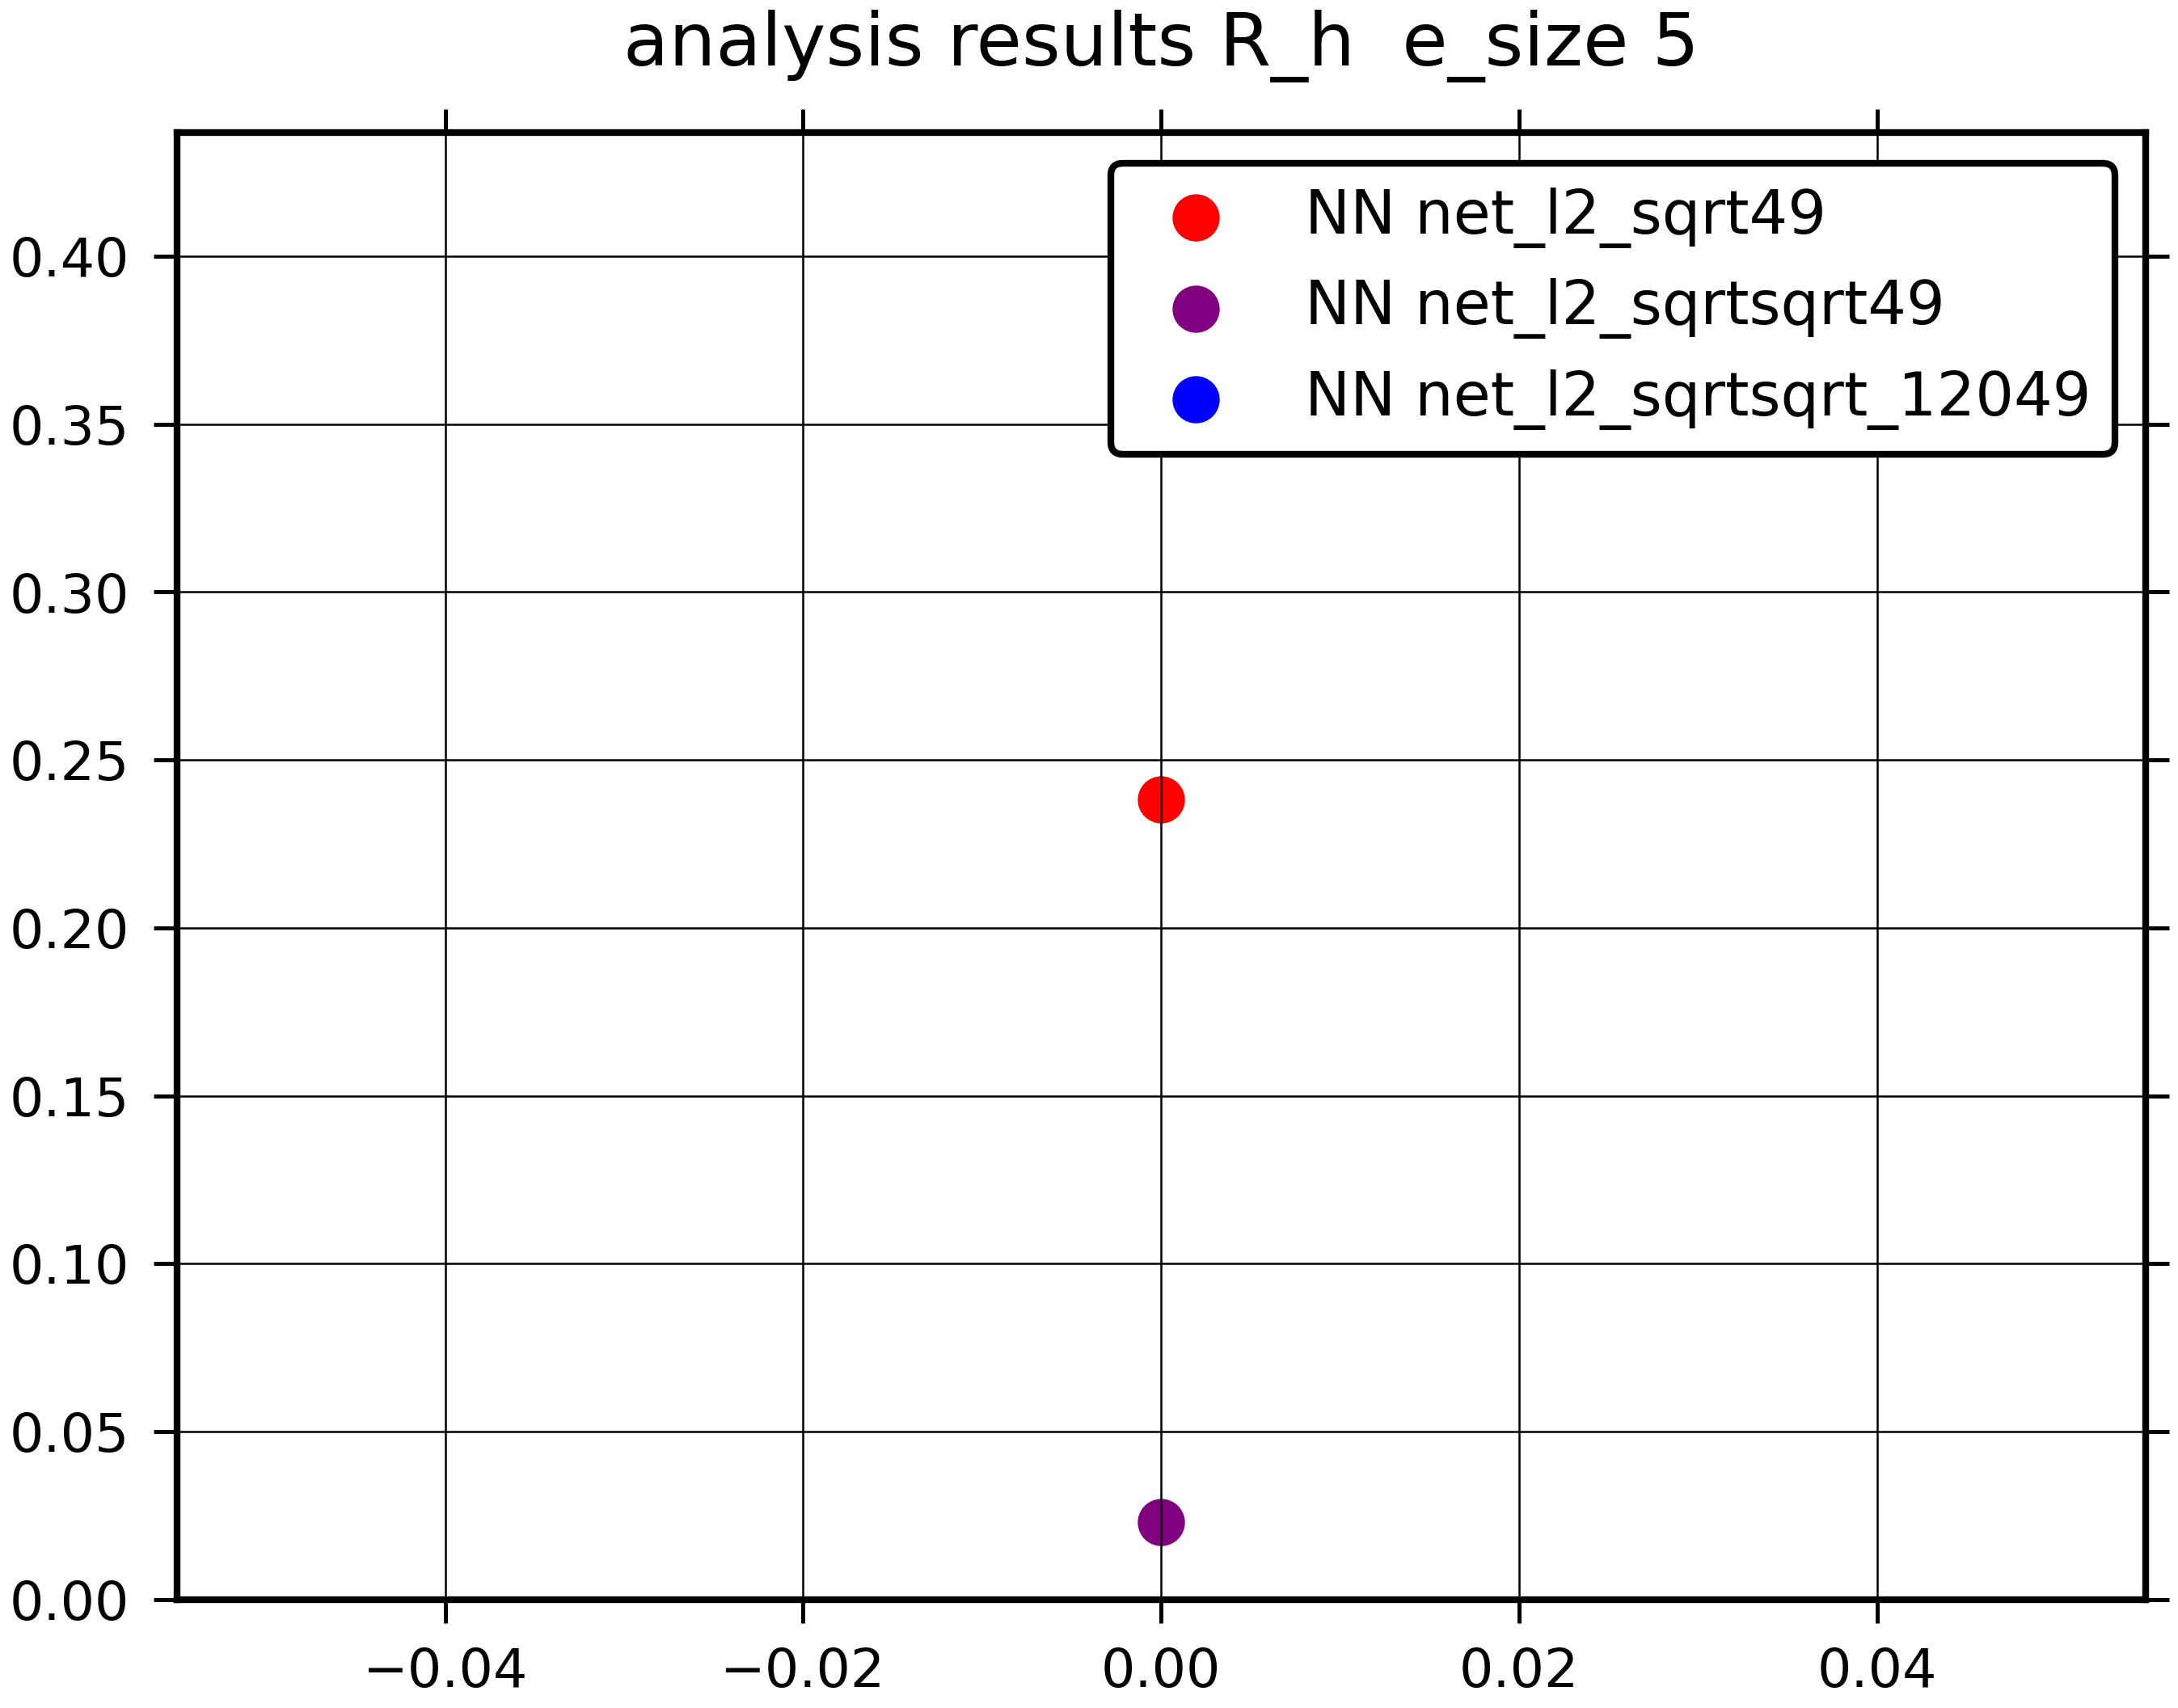 analysis results R_h  e_size 5
NN net_l2_sqrt49
NN net_l2_sqrtsqrt49
NN net_l2_sqrtsqrt_12049
0.40
0.35
0.30
0.25
0.20
0.15
0.10
0.05
0.00
−0.04 −0.02 0.00 0.02 0.04